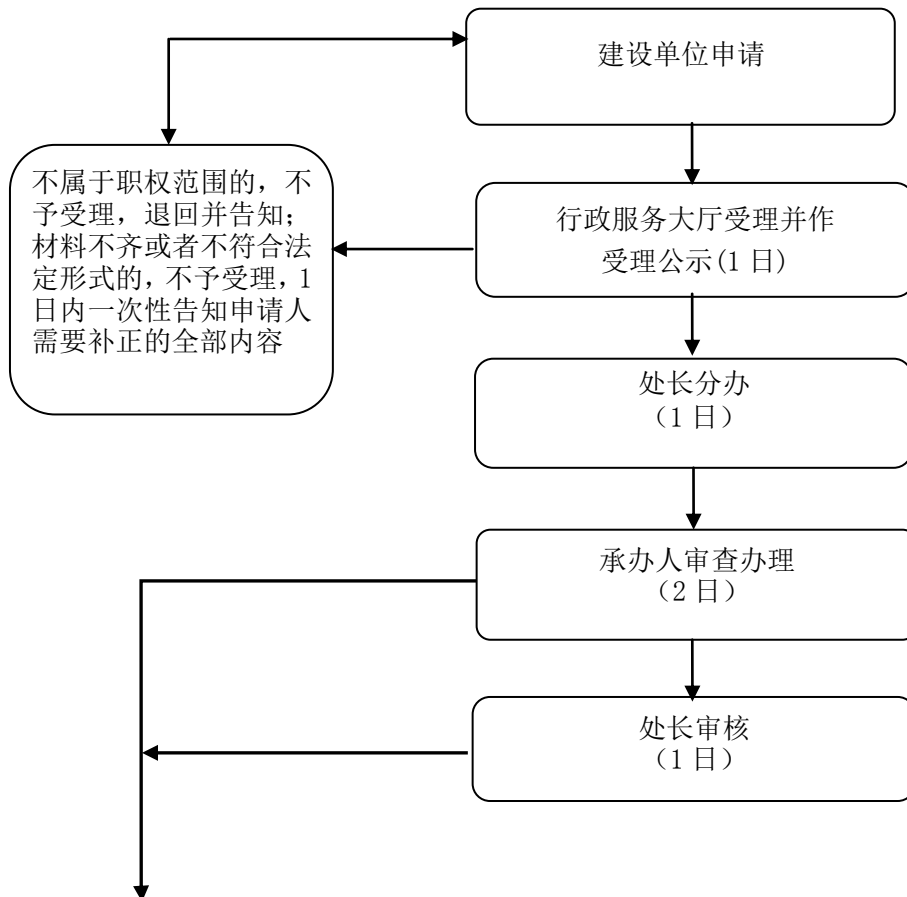 建设单位申请
不属于职权范围的，不
予受理，退回并告知；
材料不齐或者不符合法
定形式的，不予受理，1
日内一次性告知申请人
需要补正的全部内容
行政服务大厅受理并作
受理公示(1 日)
处长分办
（1 日）
承办人审查办理
（2 日）
处长审核
（1 日）